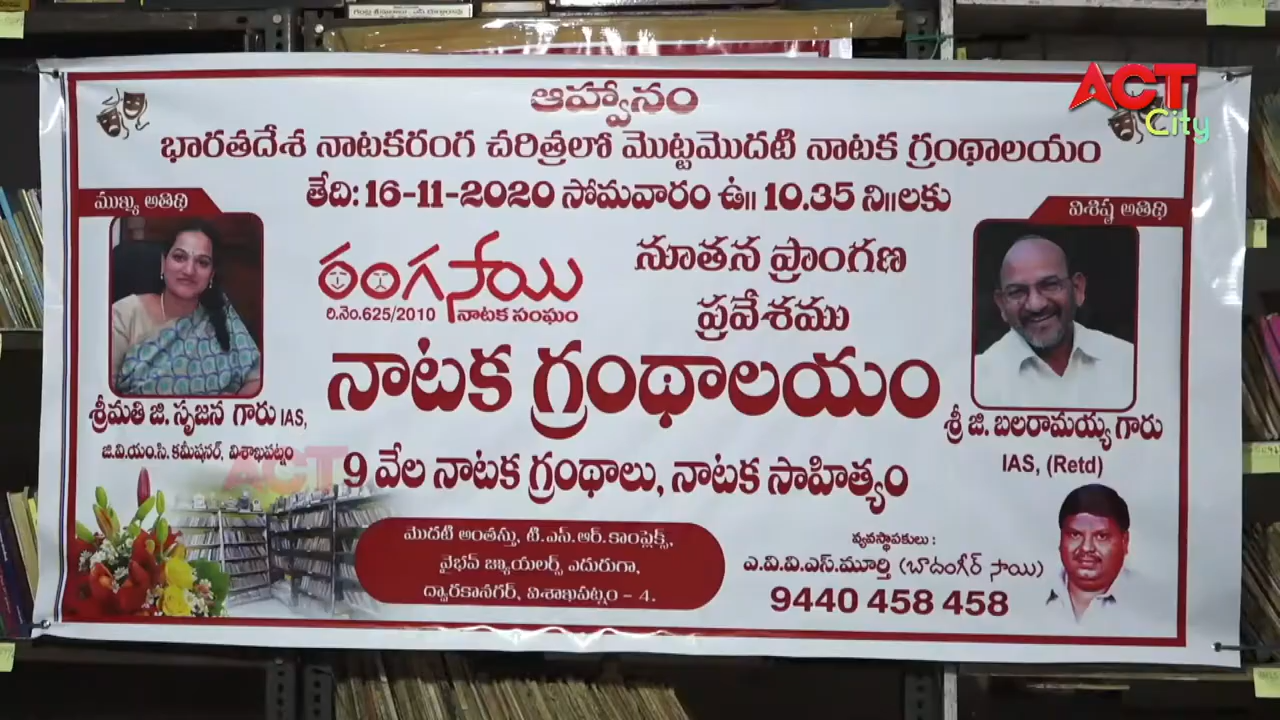 ACT
City
ఆహ్వానం
భారతదేశ నాటకరంగ చరిత్రలో మొట్టమొదటి నాటక గ్రంథాలయం
తేది: 16-11-2020 సోమవారం ఉ॥ 10.35 ని॥లకు
ముఖ్య అతిథి
విశిష్ఠ అతిథి
రంగసాయి
రి.నెం.625/2010 నాటక సంఘం
నూతన ప్రాంగణ
ప్రవేశము
నాటక గ్రంథాలయం
శ్రీమతి జి. సృజన గారు IAS,
జి.వి.యం.సి. కమీషనర్, విశాఖపట్నం
శ్రీ జి. బలరామయ్య గారు
IAS, (Retd)
ACT
9 వేల నాటక గ్రంథాలు, నాటక సాహిత్యం
మొదటి అంతస్తు, టి.ఎస్.ఆర్. కాంప్లెక్స్,
వైభవ్ జ్యుయలర్స్ ఎదురుగా,
ద్వారకానగర్, విశాఖపట్నం - 4.
వ్యవస్థాపకులు :
ఎ.వి.వి.ఎస్.మూర్తి (బాదంగీర్ సాయి)
9440 458 458